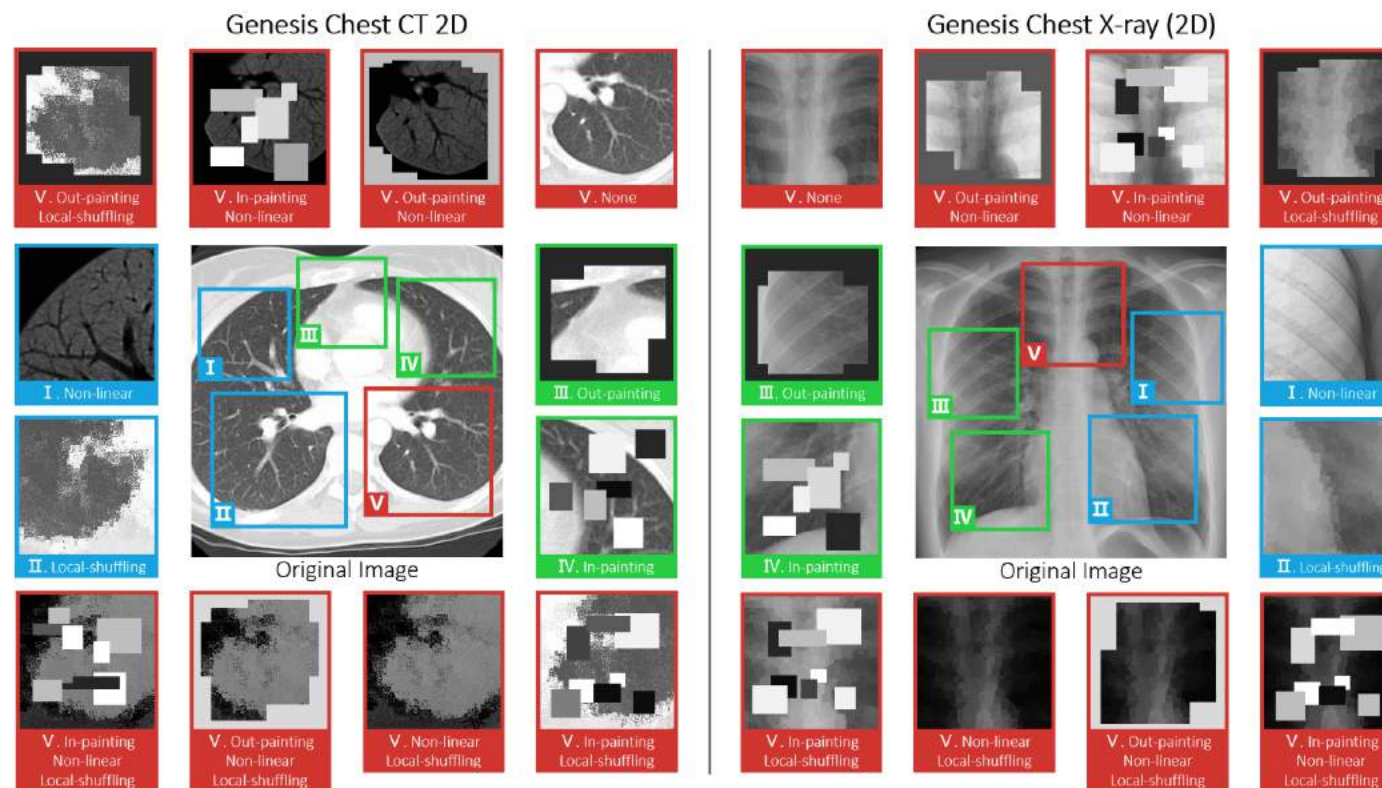 Genesis Chest CT 2D
Genesis Chest X-ray (2D)
Ⅴ. Out-painting
Local-shuffling
Ⅴ. In-painting
Non-linear
Ⅴ. Out-painting
Non-linear
Ⅴ. None
Ⅴ. None
Ⅴ. Out-painting
Non-linear
Ⅴ. In-painting
Non-linear
Ⅴ. Out-painting
Local-shuffling
Ⅰ. Non-linear
Ⅰ
Ⅲ
Ⅳ
Ⅱ
Ⅴ
Ⅲ. Out-painting
Ⅲ. Out-painting
Ⅴ
Ⅲ
Ⅰ
Ⅳ
Ⅱ
Ⅰ. Non-linear
Ⅱ. Local-shuffling
Original Image
Ⅳ. In-painting
Ⅳ. In-painting
Original Image
Ⅱ. Local-shuffling
Ⅴ. In-painting
Non-linear
Local-shuffling
Ⅴ. Out-painting
Non-linear
Local-shuffling
Ⅴ. Non-linear
Local-shuffling
Ⅴ. In-painting
Local-shuffling
Ⅴ. In-painting
Local-shuffling
Ⅴ. Non-linear
Local-shuffling
Ⅴ. Out-painting
Non-linear
Local-shuffling
Ⅴ. In-painting
Non-linear
Local-shuffling